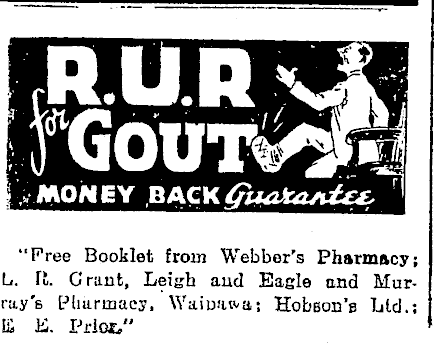 R.U.R
for
GOUT
MONEY BACK Guarantee
"Free Booklet from Webber's Pharmacy;
L. R. Grant, Leigh and Eagle and Mur-
ray's Pharmacy, Waipawa; Hobson's Ltd.;
E. E. Prior."